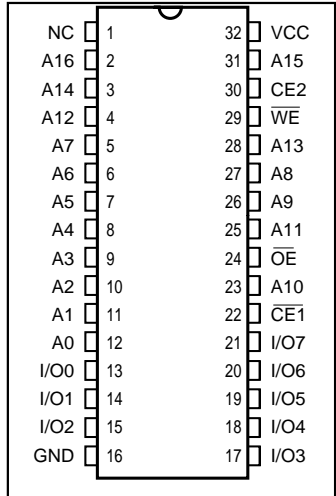 NC 1 32 VCC
A16 2 31 A15
A14 3 30 CE2
A12 4 29 W̅E̅
A7 5 28 A13
A6 6 27 A8
A5 7 26 A9
A4 8 25 A11
A3 9 24 O̅E̅
A2 10 23 A10
A1 11 22 C̅E̅1̅
A0 12 21 I/O7
I/O0 13 20 I/O6
I/O1 14 19 I/O5
I/O2 15 18 I/O4
GND 16 17 I/O3